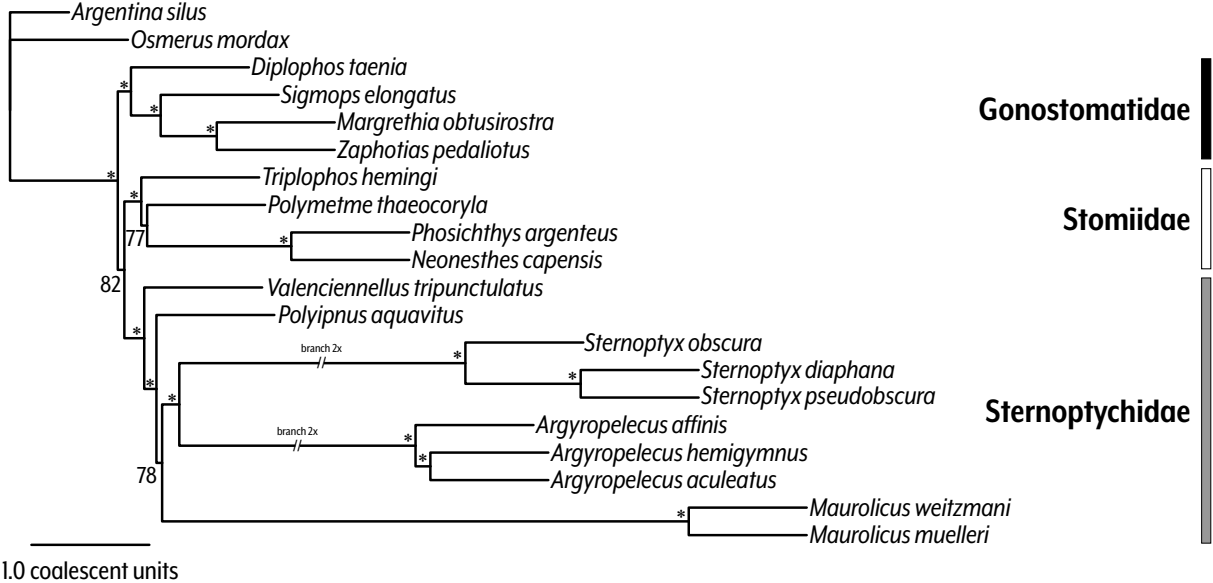 Argentina silus
Osmerus mordax
*
Diplophos taenia
*
Sigmops elongatus
*
Margrethia obtusirostra
Zaphotias pedaliotus
Gonostomatidae
*
*
Triplophos hemingi
77
Polymetme thaeocoryla
*
Phosichthys argenteus
Neonesthes capensis
Stomiidae
82
*
Valenciennellus tripunctulatus
*
Polyipnus aquavitus
*
branch 2x
//
*
Sternoptyx obscura
*
Sternoptyx diaphana
Sternoptyx pseudobscura
Sternoptychidae
branch 2x
//
*
Argyropelecus affinis
*
Argyropelecus hemigymnus
Argyropelecus aculeatus
78
*
Maurolicus weitzmani
Maurolicus muelleri
1.0 coalescent units